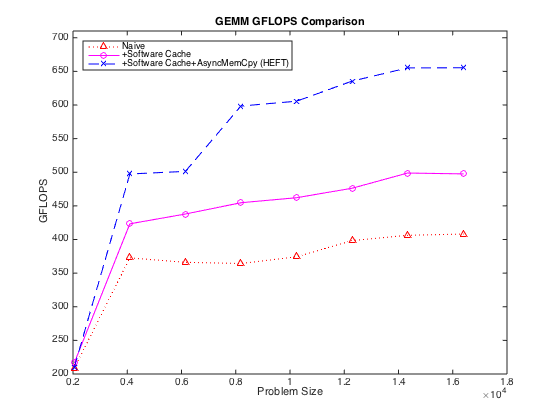 GEMM GFLOPS Comparison
700
650
600
550
500
450
400
350
300
250
200
GFLOPS
Naive
+Software Cache
+Software Cache+AsyncMemCpy (HEFT)
0.2 0.4 0.6 0.8 1 1.2 1.4 1.6 1.8
Problem Size
×10⁴